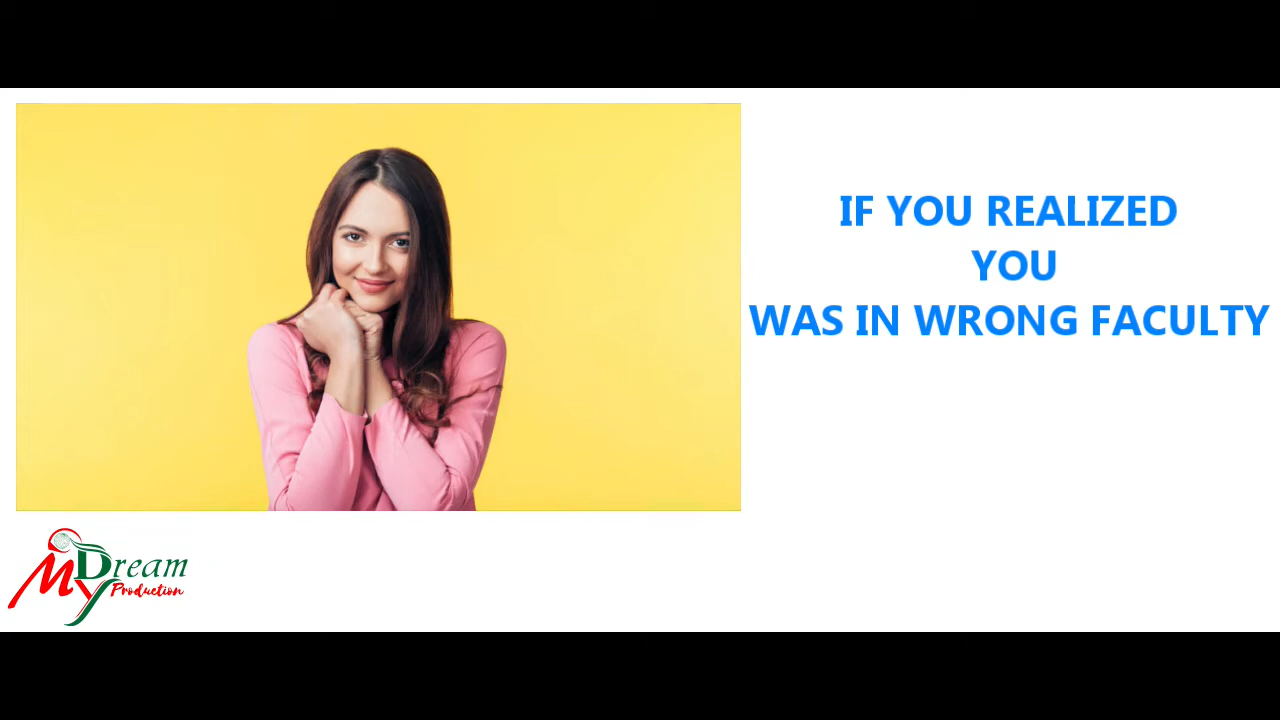 IF YOU REALIZED
YOU
WAS IN WRONG FACULTY
My Dream
Production